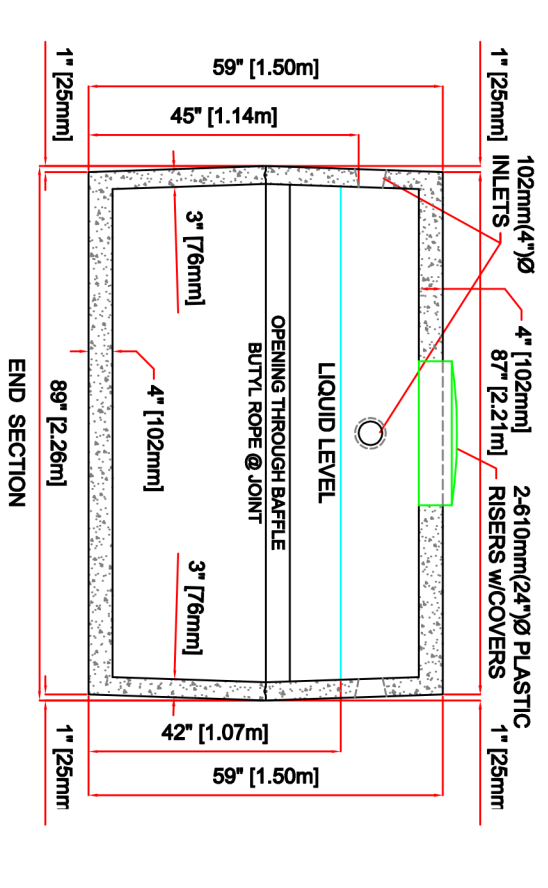 59" [1.50m]
45" [1.14m]
1" [25mm]
1" [25mm]
102mm(4")Ø
INLETS
4" [102mm]
87" [2.21m]
2-610mm(24")Ø PLASTIC
RISERS w/COVERS
1" [25mm
3" [76mm]
LIQUID LEVEL
OPENING THROUGH BAFFLE
BUTYL ROPE @ JOINT
3" [76mm]
4" [102mm]
89" [2.26m]
1" [25mm
END SECTION
42" [1.07m]
59" [1.50m]